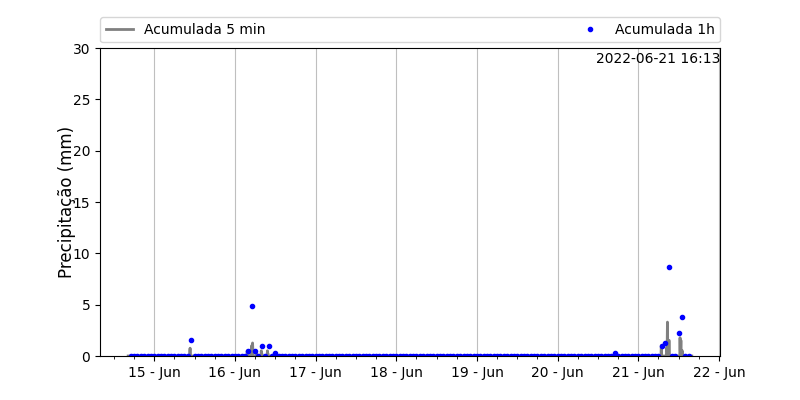 Acumulada 5 min
Acumulada 1h
2022-06-21 16:13
Precipitação (mm)
30
25
20
15
10
5
0
15 - Jun
16 - Jun
17 - Jun
18 - Jun
19 - Jun
20 - Jun
21 - Jun
22 - Jun